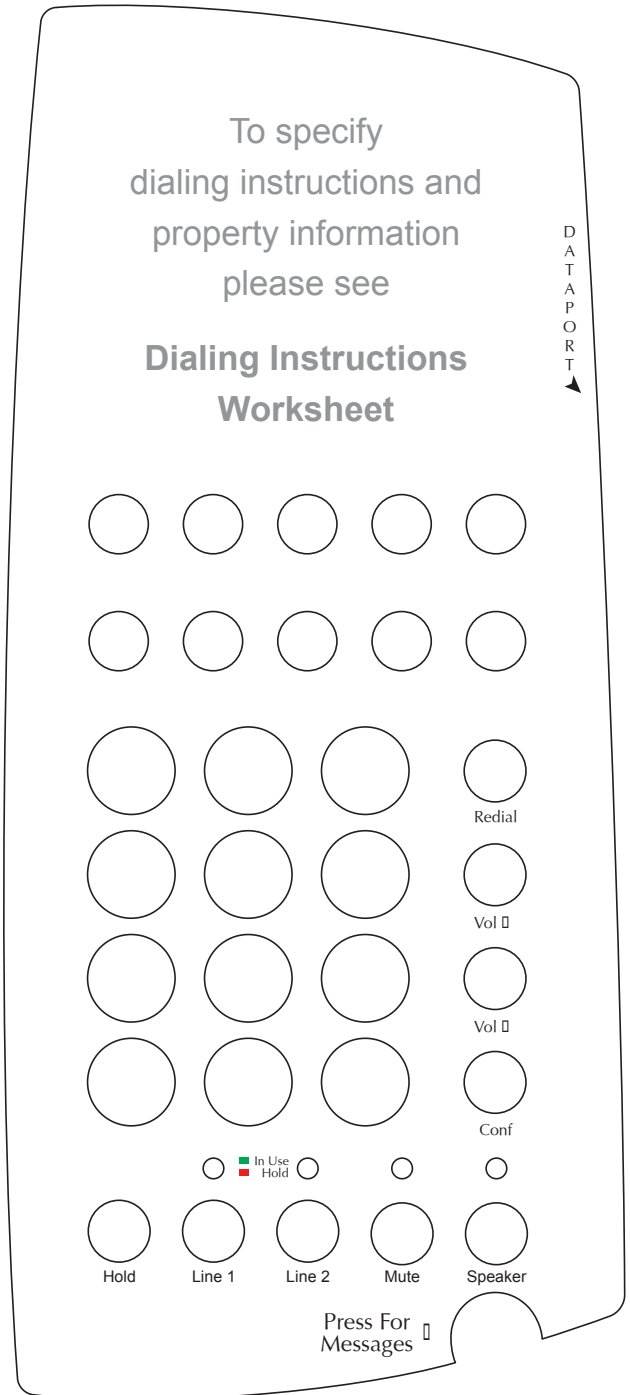 To specify
dialing instructions and
property information
please see
Dialing Instructions
Worksheet
DATAPORT
Redial
Vol
Vol
Conf
In Use
Hold
Hold
Line 1
Line 2
Mute
Speaker
Press For
Messages